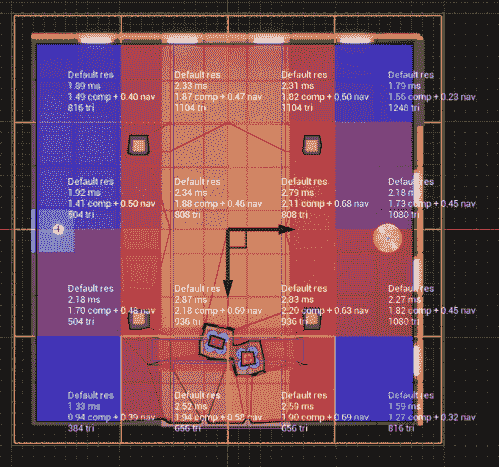 Default res
1.89 ms
1.49 comp + 0.40 nav
816 tri
Default res
2.33 ms
1.87 comp + 0.47 nav
1104 tri
Default res
2.31 ms
1.82 comp + 0.50 nav
1104 tri
Default res
1.79 ms
1.56 comp + 0.23 nav
1248 tri
Default res
1.92 ms
1.41 comp + 0.50 nav
504 tri
Default res
2.34 ms
1.88 comp + 0.46 nav
808 tri
Default res
2.79 ms
2.11 comp + 0.68 nav
808 tri
Default res
2.18 ms
1.73 comp + 0.45 nav
1080 tri
Default res
2.18 ms
1.70 comp + 0.48 nav
504 tri
Default res
2.87 ms
2.18 comp + 0.69 nav
936 tri
Default res
2.83 ms
2.20 comp + 0.63 nav
936 tri
Default res
2.27 ms
1.82 comp + 0.45 nav
1080 tri
Default res
1.33 ms
0.94 comp + 0.39 nav
384 tri
Default res
2.52 ms
1.94 comp + 0.58 nav
656 tri
Default res
2.59 ms
1.90 comp + 0.69 nav
656 tri
Default res
1.59 ms
1.27 comp + 0.32 nav
816 tri